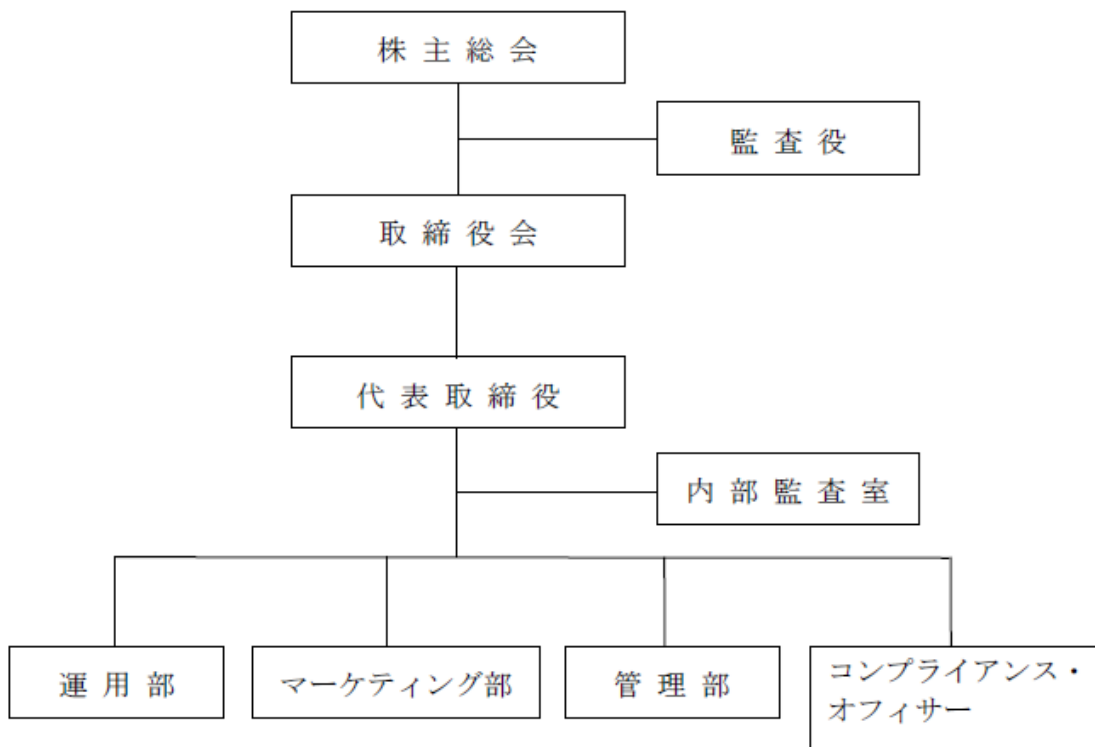 株主総会
監査役
取締役会
代表取締役
内部監査室
運用部
マーケティング部
管理部
コンプライアンス・
オフィサー